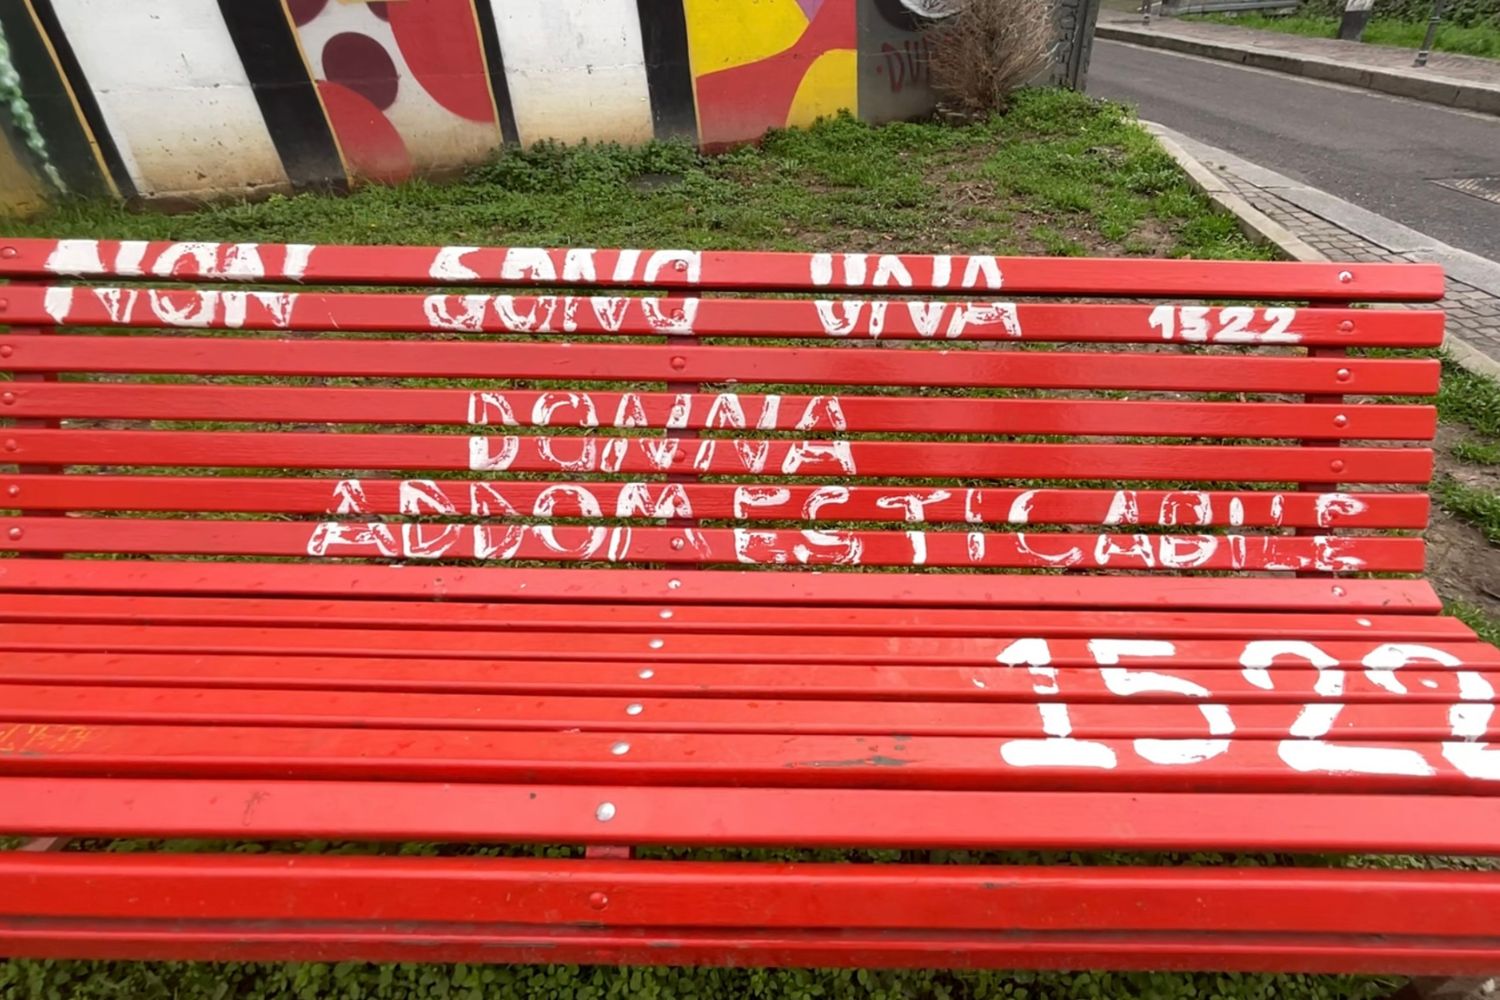 NON SONO UNA 1522
DONNA
ADDOMESTICABILE
1522